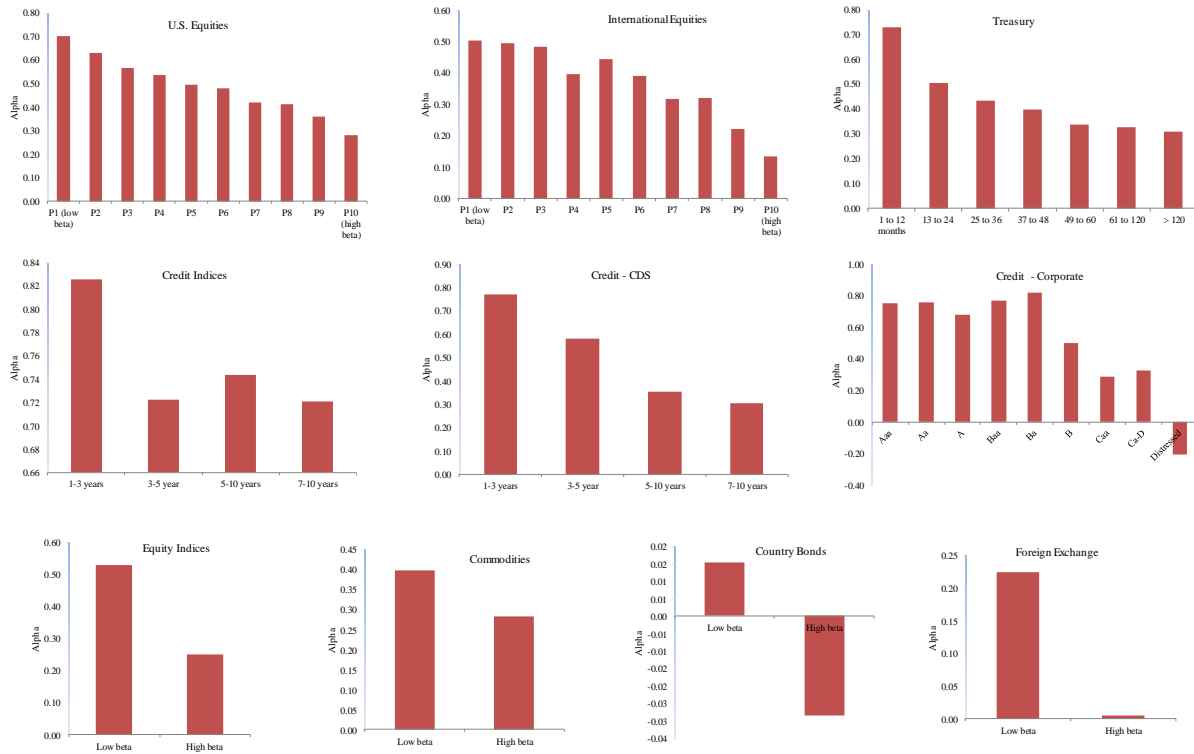 U.S. Equities
Alpha
0.80
0.70
0.60
0.50
0.40
0.30
0.20
0.10
0.00
P1 (low beta) P2 P3 P4 P5 P6 P7 P8 P9 P10 (high beta)
International Equities
Alpha
0.60
0.50
0.40
0.30
0.20
0.10
0.00
P1 (low beta) P2 P3 P4 P5 P6 P7 P8 P9 P10 (high beta)
Treasury
Alpha
0.80
0.70
0.60
0.50
0.40
0.30
0.20
0.10
0.00
1 to 12 months 13 to 24 25 to 36 37 to 48 49 to 60 61 to 120 > 120
Credit Indices
Alpha
0.84
0.82
0.80
0.78
0.76
0.74
0.72
0.70
0.68
0.66
1-3 years 3-5 year 5-10 years 7-10 years
Credit - CDS
Alpha
0.90
0.80
0.70
0.60
0.50
0.40
0.30
0.20
0.10
0.00
1-3 years 3-5 year 5-10 years 7-10 years
Credit - Corporate
Alpha
1.00
0.80
0.60
0.40
0.20
0.00
-0.20
-0.40
Aaa Aa A Baa Ba B Caa Ca-D Distressed
Equity Indices
Alpha
0.60
0.50
0.40
0.30
0.20
0.10
0.00
Low beta High beta
Commodities
Alpha
0.45
0.40
0.35
0.30
0.25
0.20
0.15
0.10
0.05
0.00
Low beta High beta
Country Bonds
Alpha
0.02
0.02
0.01
0.01
0.00
-0.01
-0.01
-0.02
-0.02
-0.03
-0.03
-0.04
Low beta High beta
Foreign Exchange
Alpha
0.25
0.20
0.15
0.10
0.05
0.00
Low beta High beta